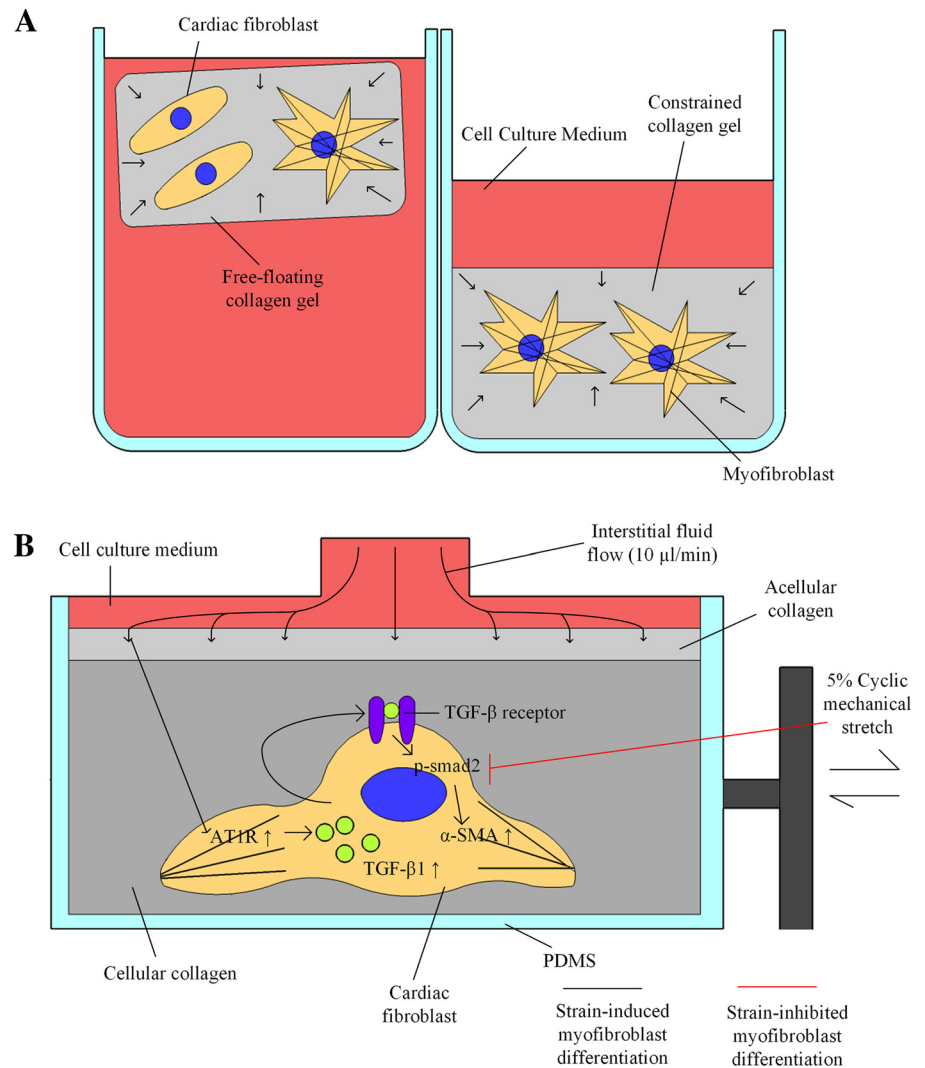 A
Cardiac fibroblast
Free-floating
collagen gel
Cell Culture Medium
Constrained
collagen gel
Myofibroblast
B
Cell culture medium
Interstitial fluid
flow (10 µl/min)
Acellular
collagen
5% Cyclic
mechanical
stretch
TGF-β receptor
p-smad2
AT1R ↑
α-SMA ↑
TGF-β1 ↑
Cellular collagen
Cardiac
fibroblast
PDMS
Strain-induced
myofibroblast
differentiation
Strain-inhibited
myofibroblast
differentiation